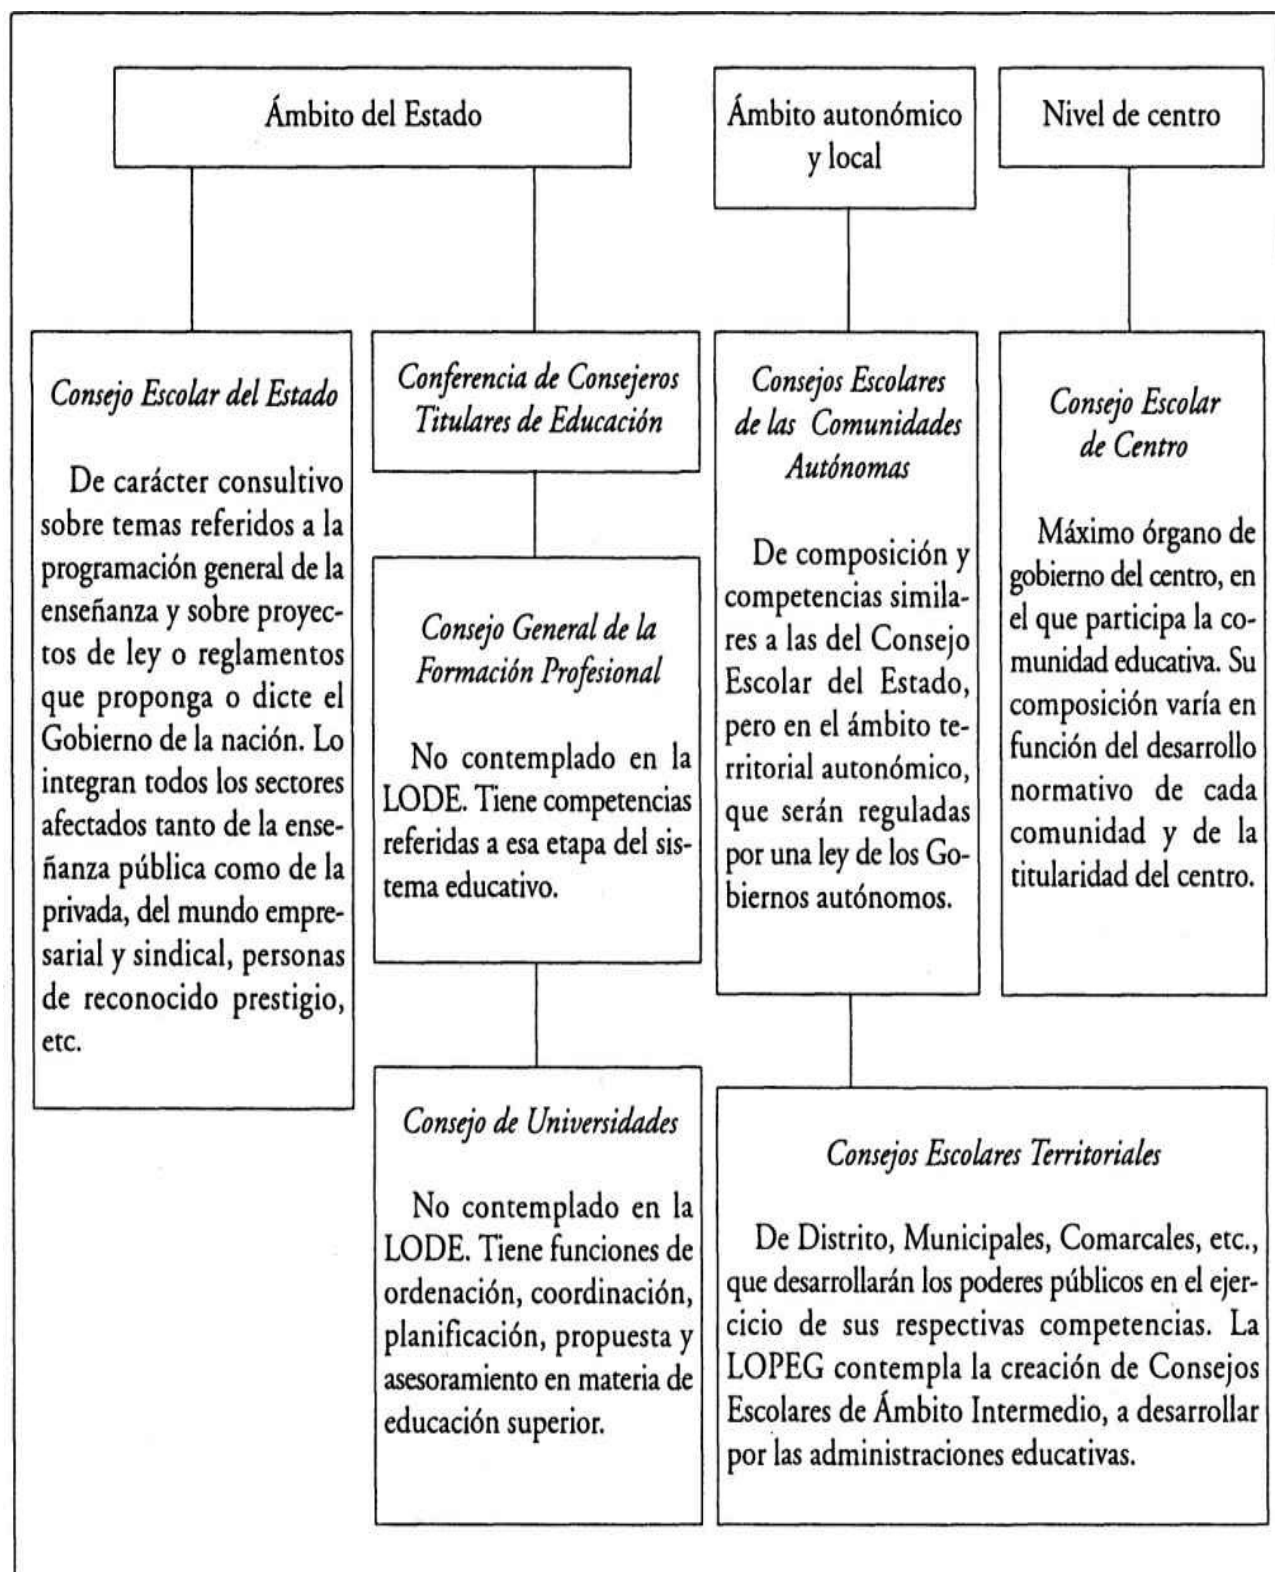 Ámbito del Estado
Ámbito autonómico
y local
Nivel de centro
Consejo Escolar del Estado
De carácter consultivo
sobre temas referidos a la
programación general de la
enseñanza y sobre proyec-
tos de ley o reglamentos
que proponga o dicte el
Gobierno de la nación. Lo
integran todos los sectores
afectados tanto de la ense-
ñanza pública como de la
privada, del mundo empre-
sarial y sindical, personas
de reconocido prestigio,
etc.
Conferencia de Consejeros
Titulares de Educación
Consejo General de la
Formación Profesional
No contemplado en la
LODE. Tiene competencias
referidas a esa etapa del sis-
tema educativo.
Consejo de Universidades
No contemplado en la
LODE. Tiene funciones de
ordenación, coordinación,
planificación, propuesta y
asesoramiento en materia de
educación superior.
Consejos Escolares
de las Comunidades
Autónomas
De composición y
competencias simila-
res a las del Consejo
Escolar del Estado,
pero en el ámbito te-
rritorial autonómico,
que serán reguladas
por una ley de los Go-
biernos autónomos.
Consejos Escolares Territoriales
De Distrito, Municipales, Comarcales, etc.,
que desarrollarán los poderes públicos en el ejer-
cicio de sus respectivas competencias. La
LOPEG contempla la creación de Consejos
Escolares de Ámbito Intermedio, a desarrollar
por las administraciones educativas.
Consejo Escolar
de Centro
Máximo órgano de
gobierno del centro, en
el que participa la co-
munidad educativa. Su
composición varía en
función del desarrollo
normativo de cada
comunidad y de la
titularidad del centro.